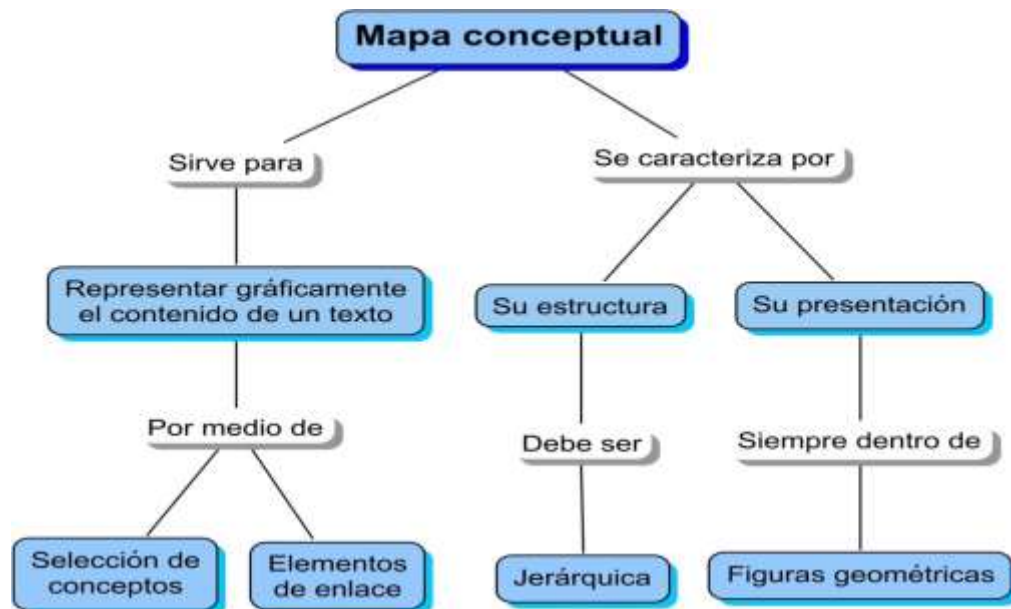 Mapa conceptual
Sirve para
Se caracteriza por
Representar gráficamente
el contenido de un texto
Su estructura
Su presentación
Por medio de
Debe ser
Siempre dentro de
Selección de
conceptos
Elementos
de enlace
Jerárquica
Figuras geométricas